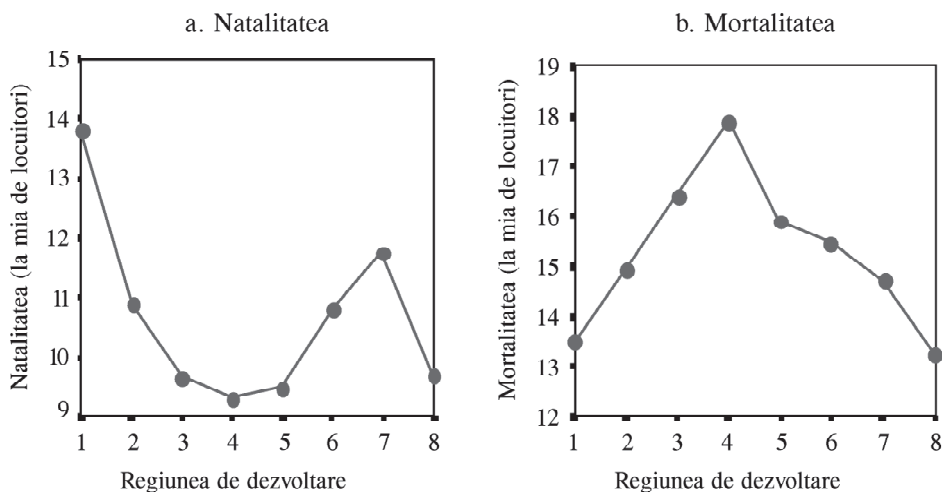 a. Natalitatea
15
14
13
12
11
10
9
Natalitatea (la mia de locuitori)
1 2 3 4 5 6 7 8
Regiunea de dezvoltare
b. Mortalitatea
19
18
17
16
15
14
13
12
Mortalitatea (la mia de locuitori)
1 2 3 4 5 6 7 8
Regiunea de dezvoltare